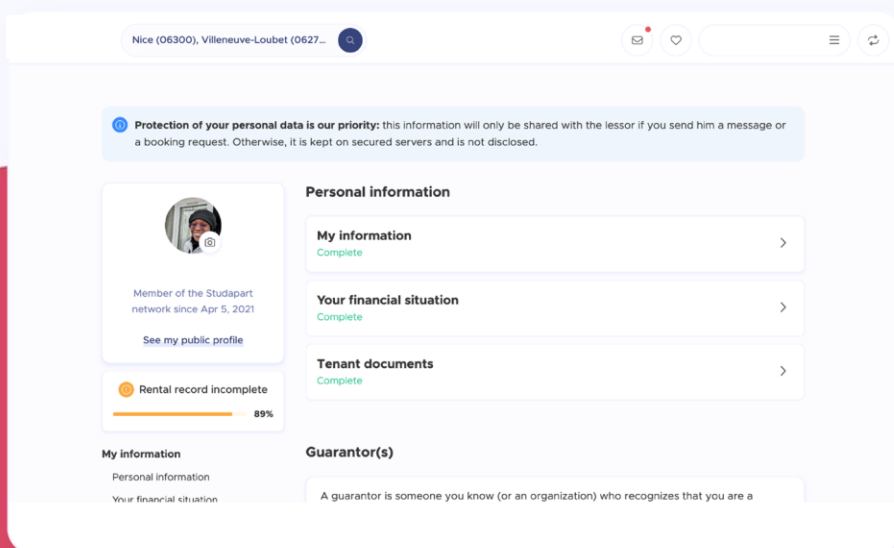 Nice (06300), Villeneuve-Loubet (0627...
Protection of your personal data is our priority: this information will only be shared with the lessor if you send him a message or
a booking request. Otherwise, it is kept on secured servers and is not disclosed.
Member of the Studapart
network since Apr 5, 2021
See my public profile
Rental record incomplete
89%
My information
Personal information
Your financial situation
Personal information
My information
Complete
Your financial situation
Complete
Tenant documents
Complete
Guarantor(s)
A guarantor is someone you know (or an organization) who recognizes that you are a